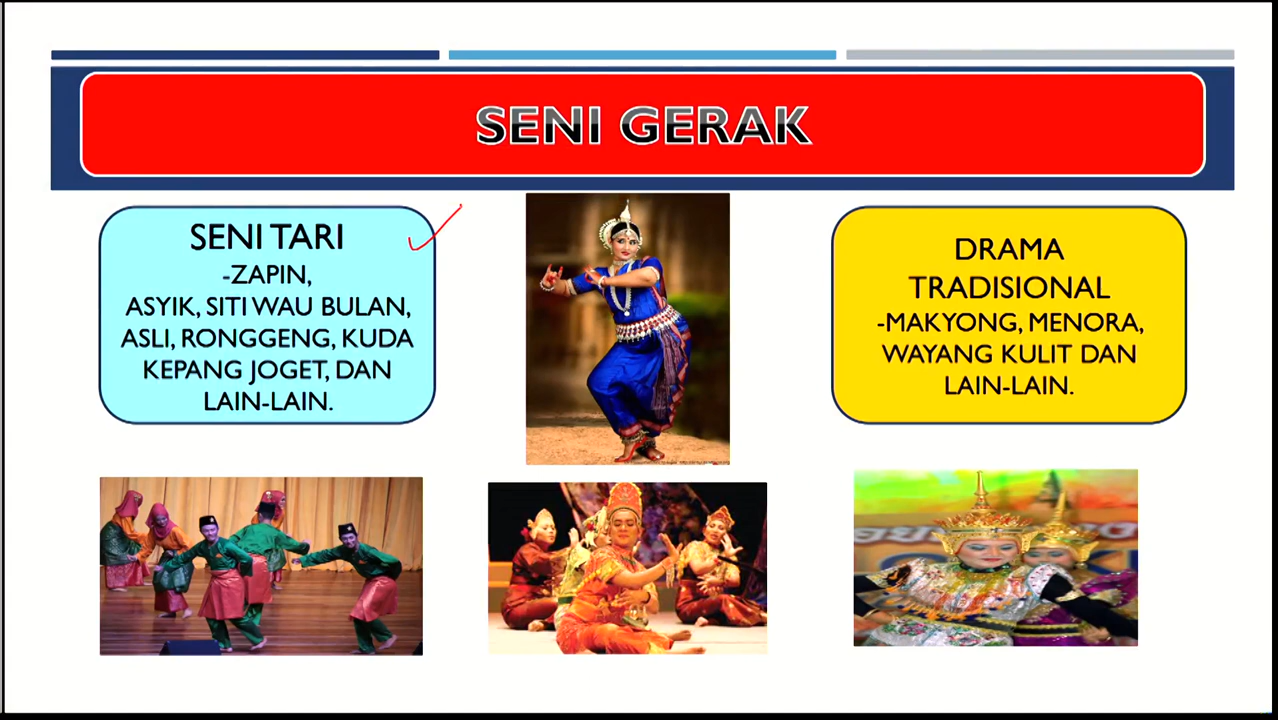 SENI GERAK
SENI TARI
-ZAPIN,
ASYIK, SITI WAU BULAN,
ASLI, RONGGENG, KUDA
KEPANG JOGET, DAN
LAIN-LAIN.
DRAMA
TRADISIONAL
-MAKYONG, MENORA,
WAYANG KULIT DAN
LAIN-LAIN.